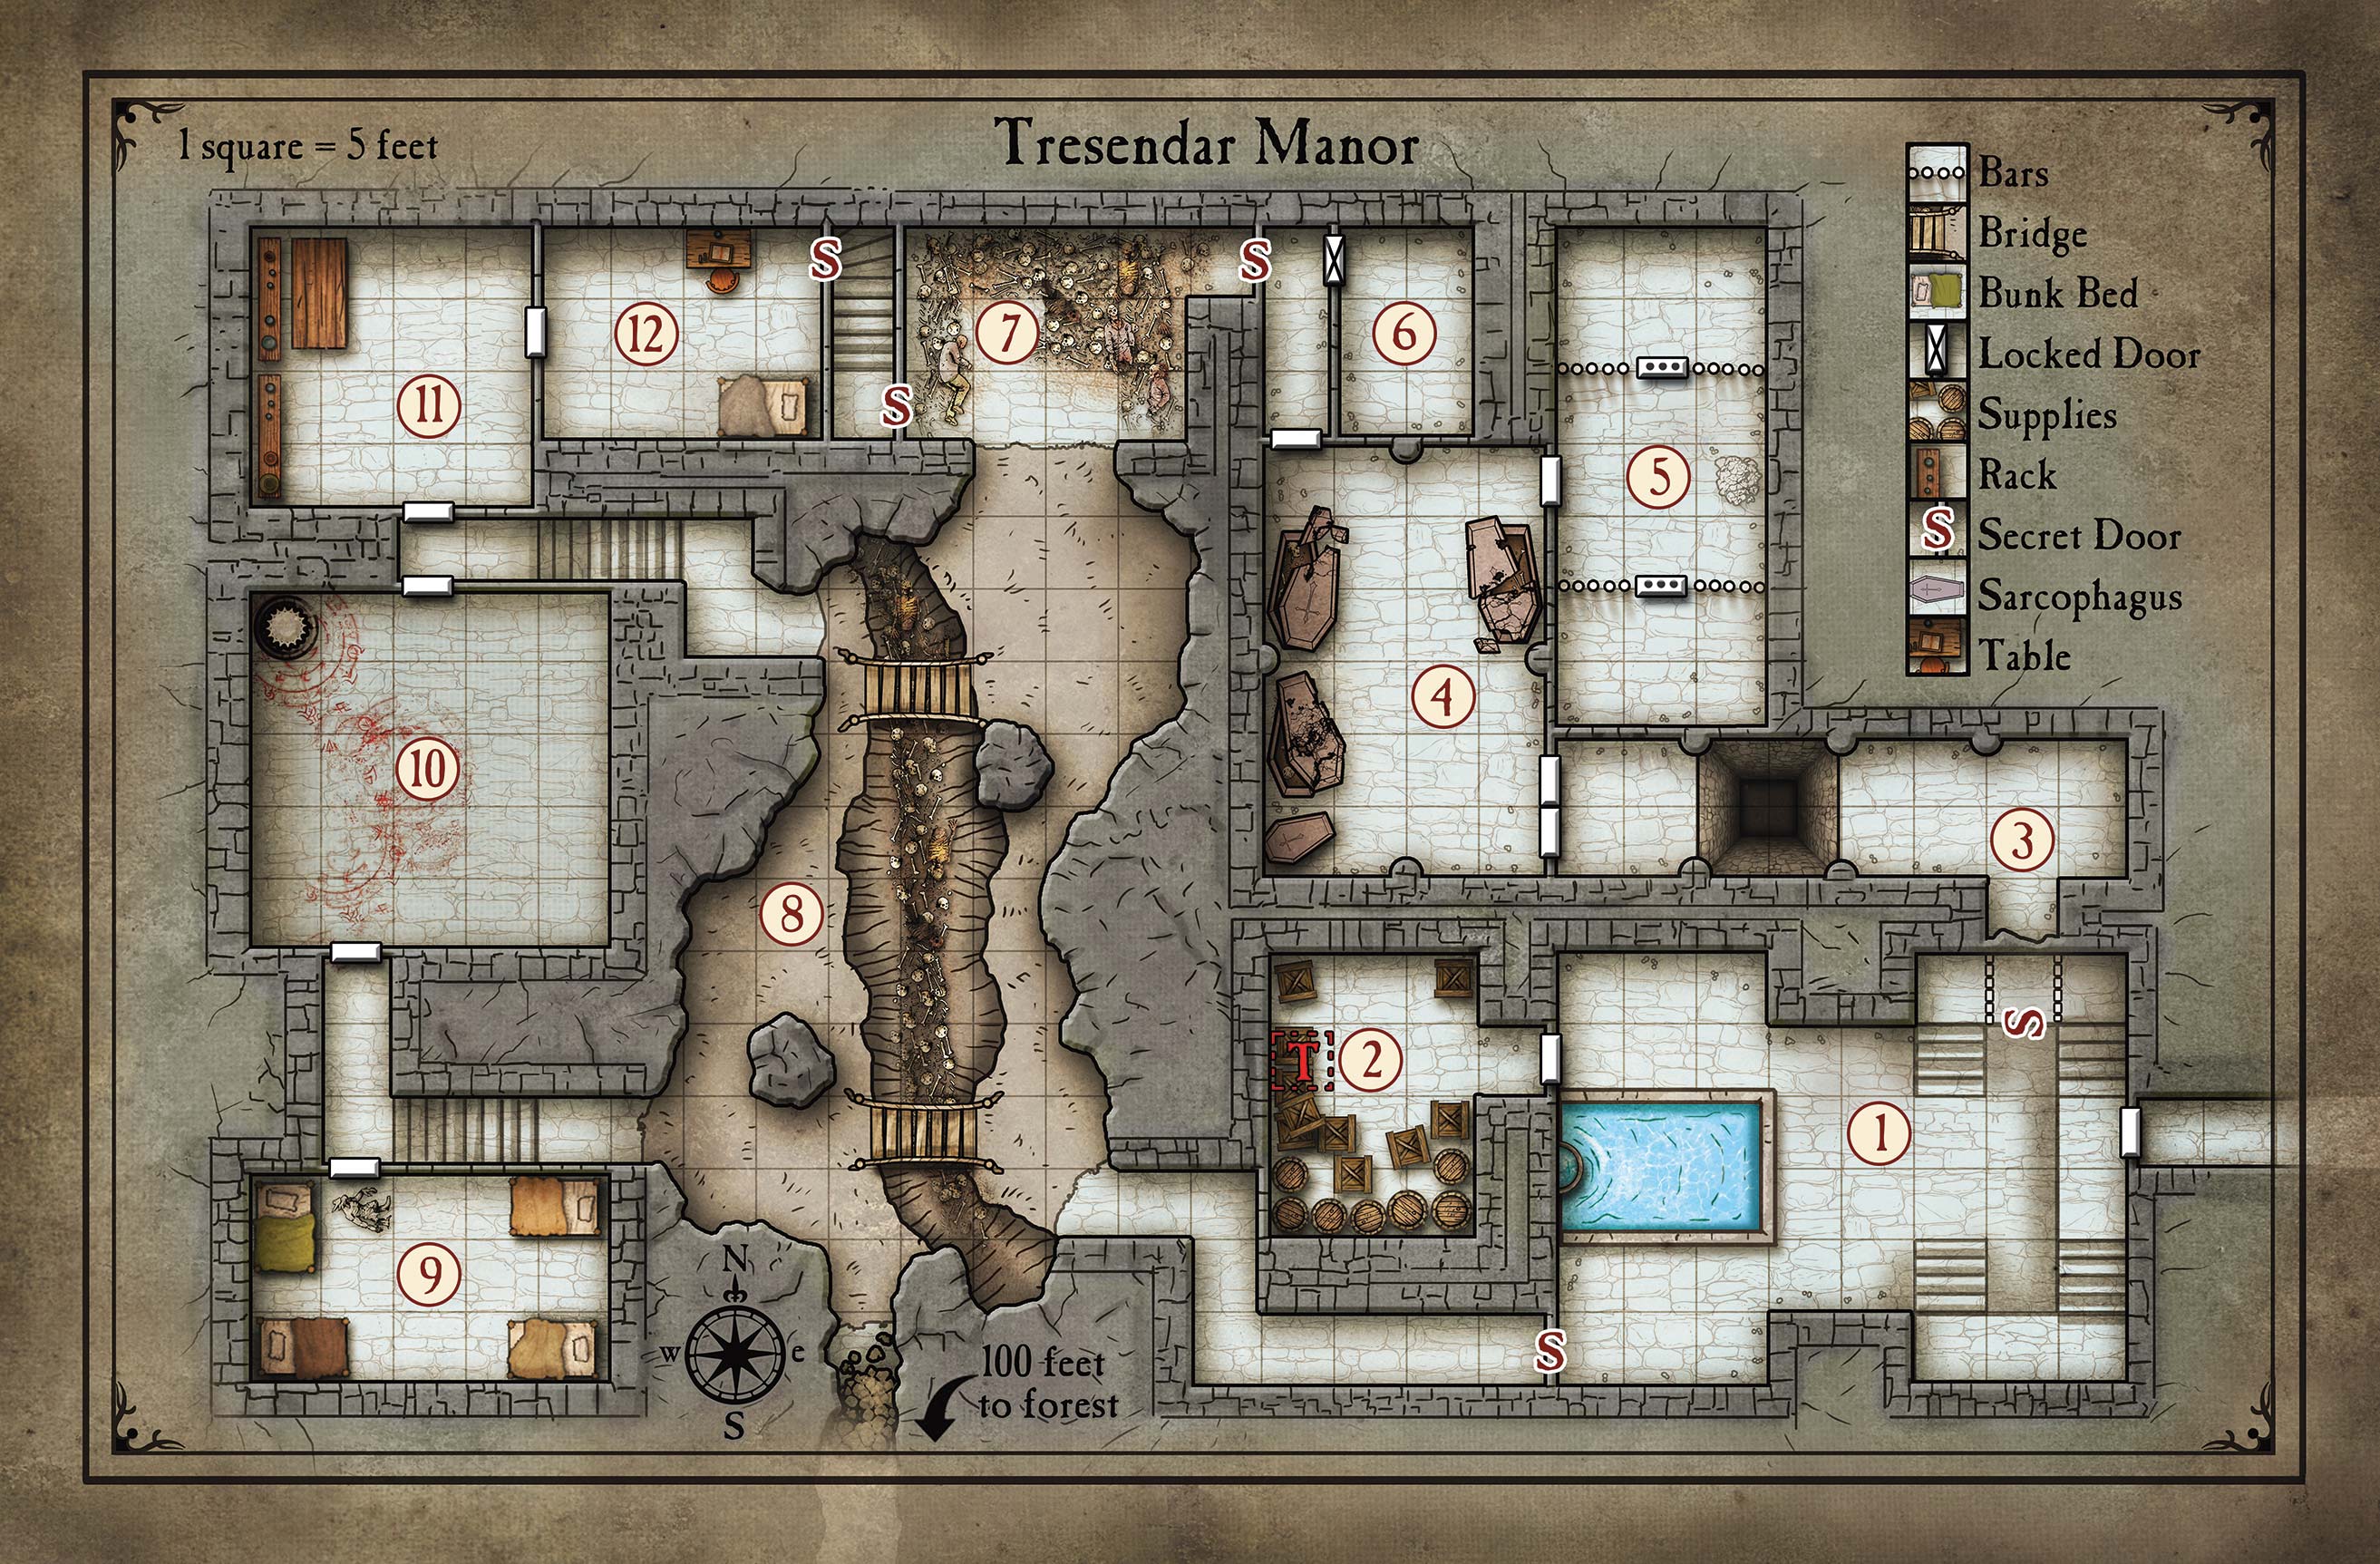 Tresendar Manor
1 square = 5 feet
Bars
Bridge
Bunk Bed
Locked Door
Supplies
Rack
S Secret Door
Sarcophagus
Table
S
S
11
12
7
6
S
5
4
10
3
8
S
T
2
1
9
N
W e
S
100 feet
to forest
S